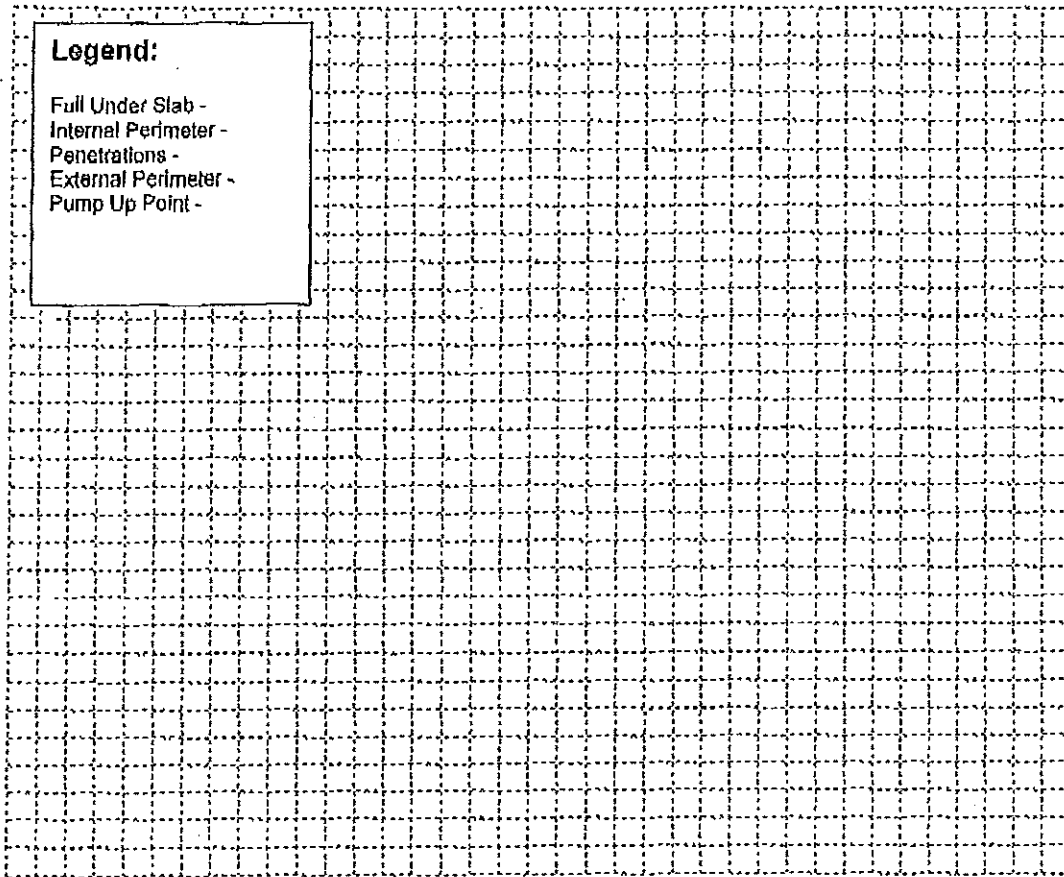 Legend:
Full Under Slab -
Internal Perimeter -
Penetrations -
External Perimeter -
Pump Up Point -